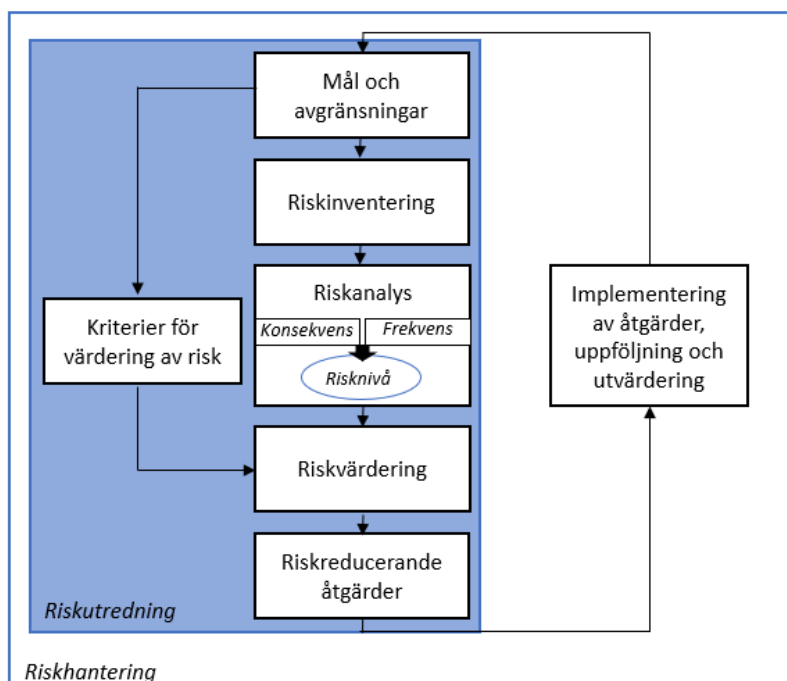 Mål och
avgränsningar
Riskinventering
Riskanalys
Konsekvens
Frekvens
Risknivå
Kriterier för
värdering av risk
Riskvärdering
Riskreducerande
åtgärder
Implementering
av åtgärder,
uppföljning och
utvärdering
Riskutredning
Riskhantering